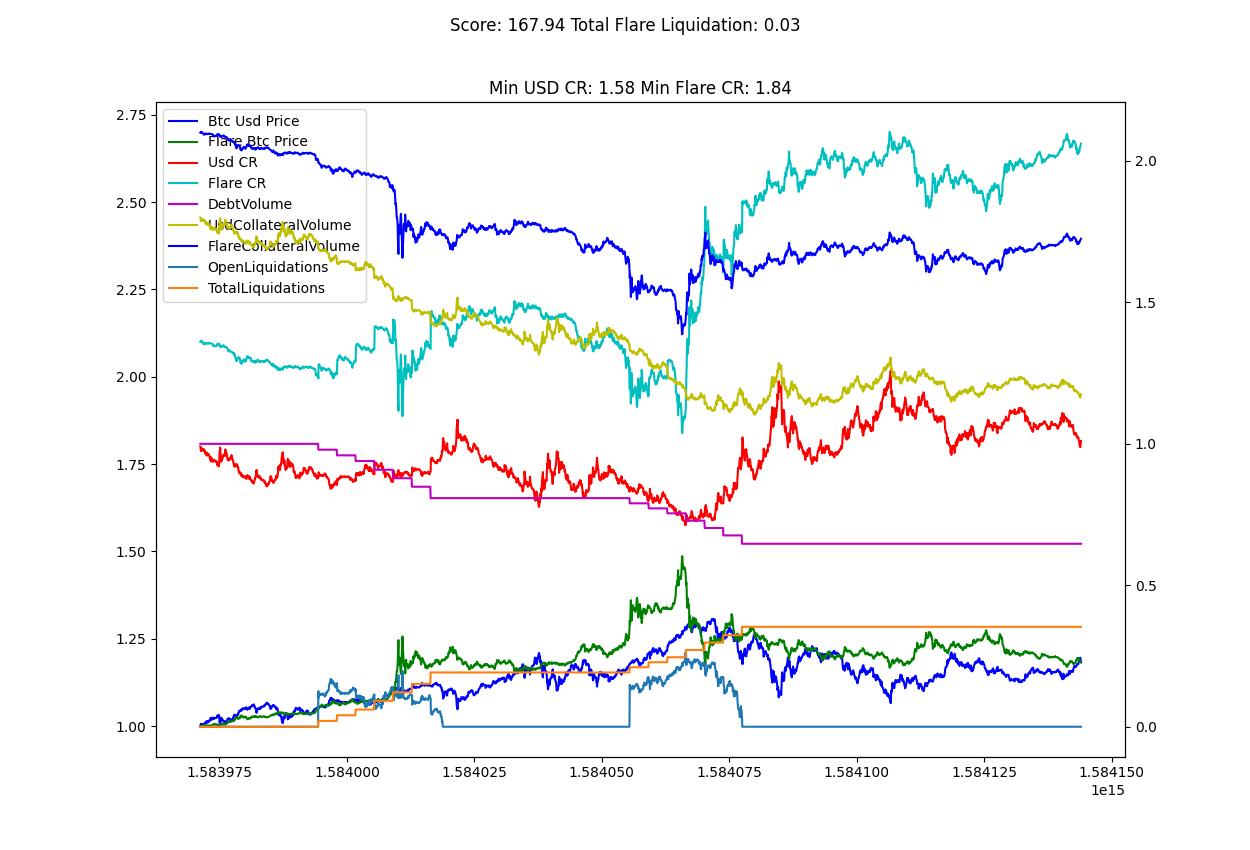 Score: 167.94 Total Flare Liquidation: 0.03
Min USD CR: 1.58 Min Flare CR: 1.84
2.75
2.50
2.25
2.00
1.75
1.50
1.25
1.00
Btc Usd Price
Flare Btc Price
Usd CR
Flare CR
DebtVolume
UsdCollateralVolume
FlareCollateralVolume
OpenLiquidations
TotalLiquidations
2.0
1.5
1.0
0.5
0.0
1.583975 1.584000 1.584025 1.584050 1.584075 1.584100 1.584125 1.584150
1e15